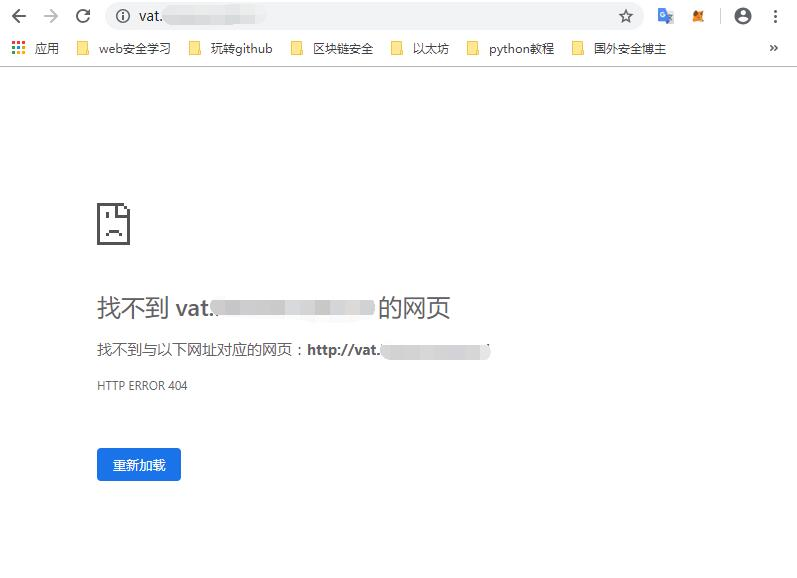 vat.
应用 web安全学习 玩转github 区块链安全 以太坊 python教程 国外安全博主 »
找不到 vat. 的网页
找不到与以下网址对应的网页：http://vat.
HTTP ERROR 404
重新加载